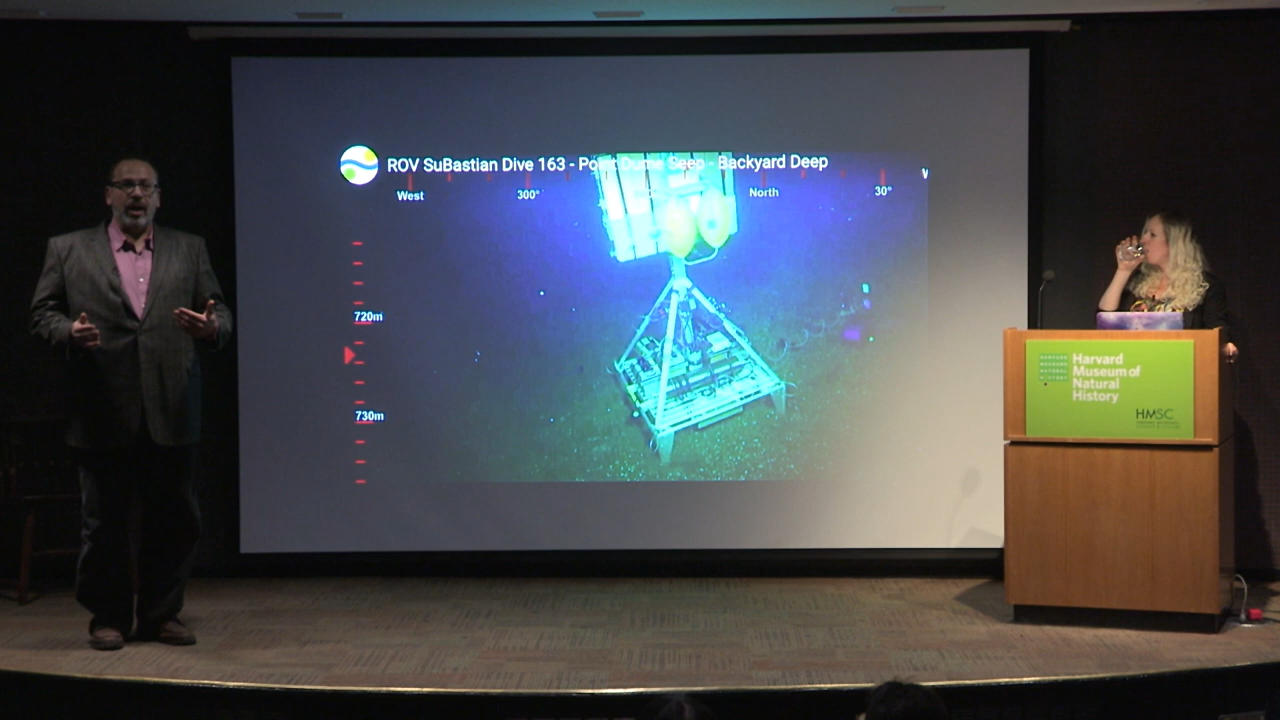 ROV SuBastian Dive 163 - Point Dume Seep - Backyard Deep
West
300°
North
30°
720m
730m
Harvard
Museum of
Natural
History
HMSC